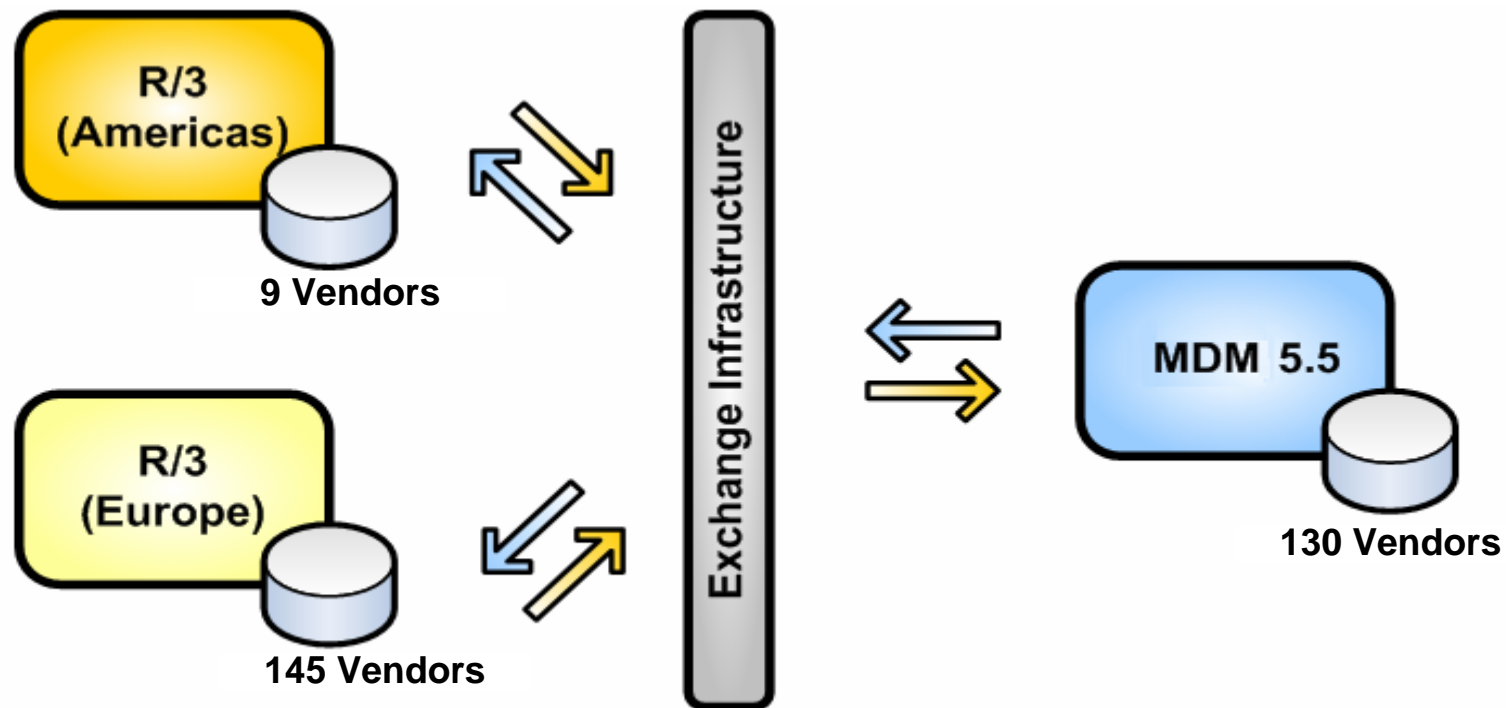 R/3
(Americas)
9 Vendors
R/3
(Europe)
145 Vendors
Exchange Infrastructure
MDM 5.5
130 Vendors